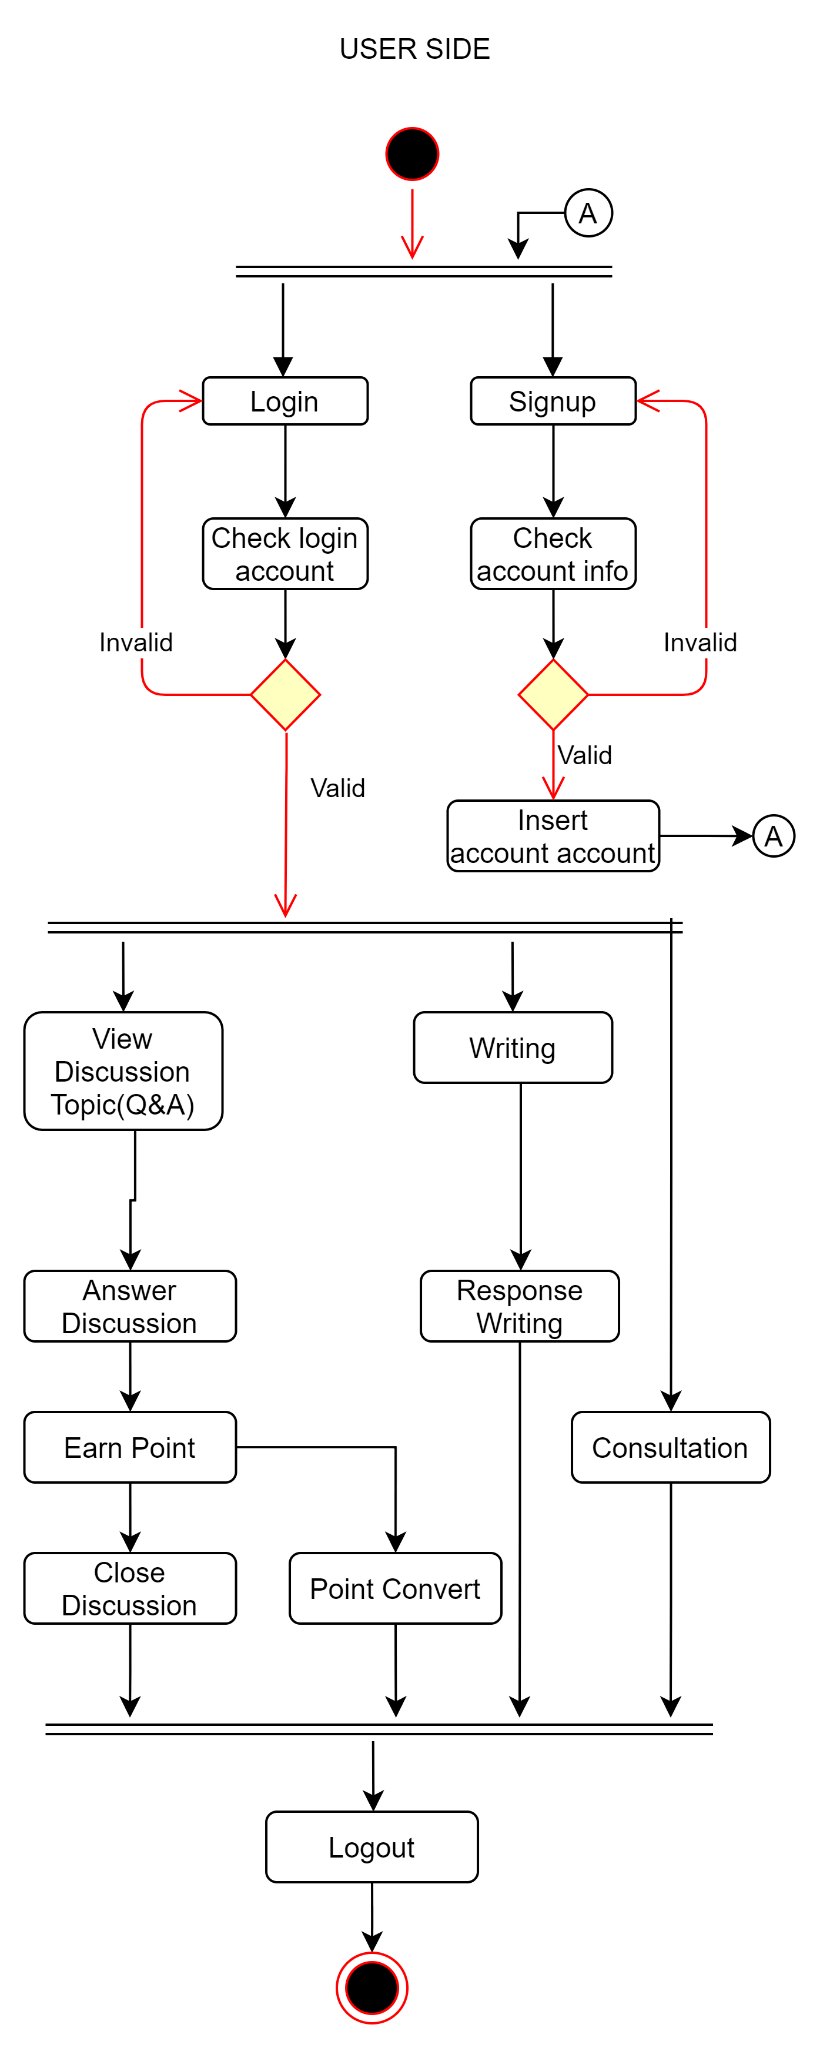 USER SIDE
A
Login
Signup
Check login
account
Check
account info
Invalid
Invalid
Valid
Valid
Insert
account account
A
View
Discussion
Topic(Q&A)
Writing
Answer
Discussion
Response
Writing
Earn Point
Consultation
Close
Discussion
Point Convert
Logout